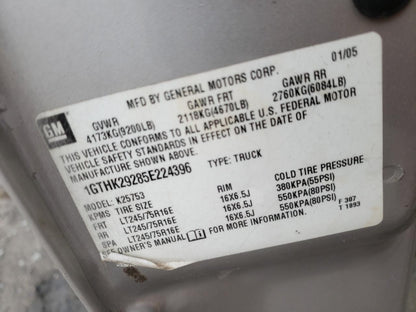 GM
MFD BY GENERAL MOTORS CORP. 01/05
GVWR GAWR FRT GAWR RR
4173KG(9200LB) 2118KG(4670LB) 2760KG(6084LB)
THIS VEHICLE CONFORMS TO ALL APPLICABLE U.S. FEDERAL MOTOR
VEHICLE SAFETY STANDARDS IN EFFECT ON THE DATE OF
MANUFACTURE SHOWN ABOVE.
1GTHK29285E224396 TYPE: TRUCK
MODEL: K25753
KPMS TIRE SIZE RIM COLD TIRE PRESSURE
FRT LT245/75R16E 16X6.5J 380KPA(55PSI)
RR LT245/75R16E 16X6.5J 550KPA(80PSI)
SPA LT245/75R16E 16X6.5J 550KPA(80PSI)
SEE OWNER'S MANUAL FOR MORE INFORMATION. F 307
T 1093